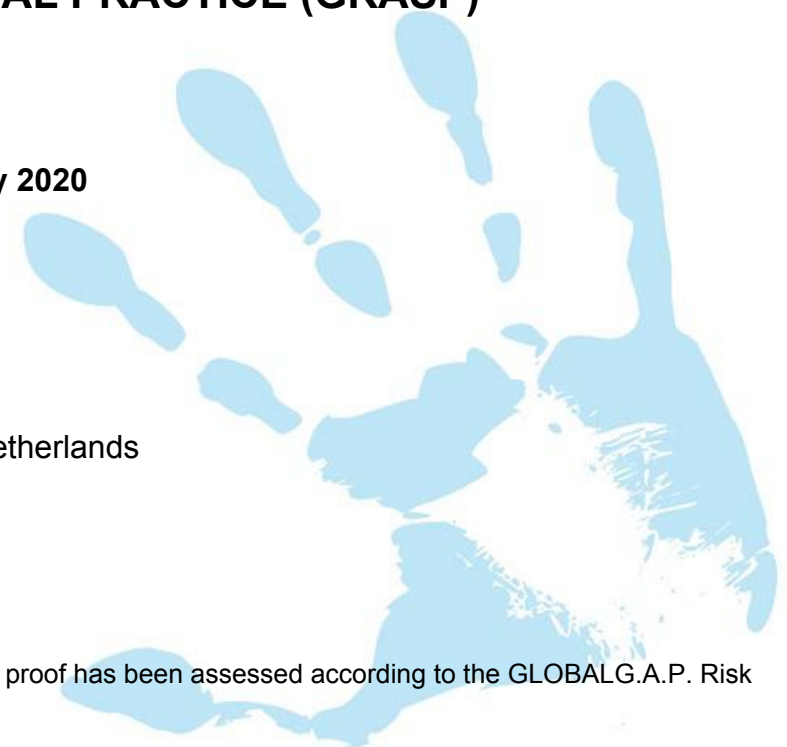 AL PRACTICE (GRASP)
y 2020
etherlands
proof has been assessed according to the GLOBALG.A.P. Risk